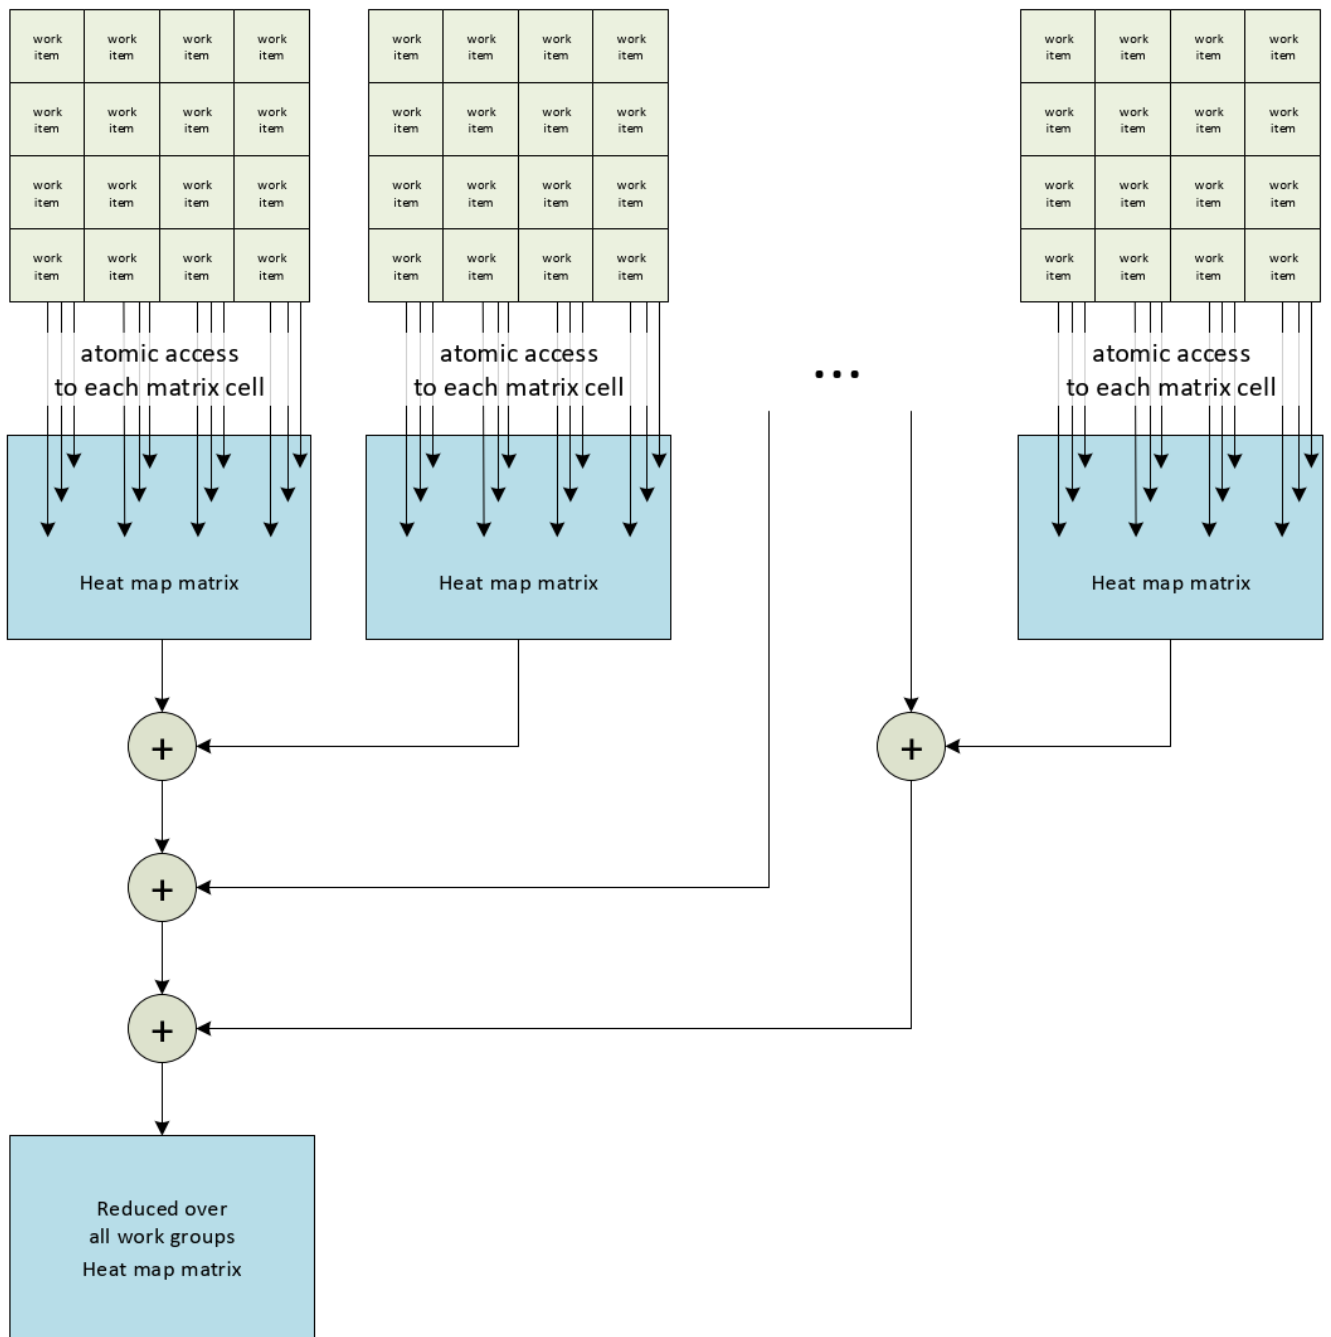 work work work work work work work work work work work work
item item item item item item item item item item item item
work work work work work work work work work work work work
item item item item item item item item item item item item
work work work work work work work work work work work work
item item item item item item item item item item item item
work work work work work work work work work work work work
item item item item item item item item item item item item
atomic access
to each matrix cell
atomic access
to each matrix cell
...
atomic access
to each matrix cell
Heat map matrix
Heat map matrix
Heat map matrix
+
+
+
+
Reduced over
all work groups
Heat map matrix